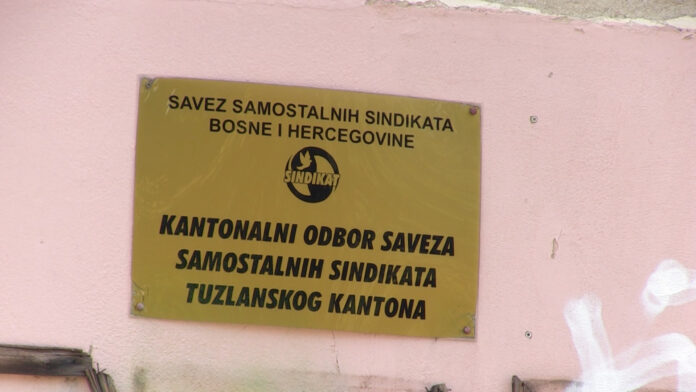 SAVEZ SAMOSTALNIH SINDIKATA
BOSNE I HERCEGOVINE
SINDIKAT
KANTONALNI ODBOR SAVEZA
SAMOSTALNIH SINDIKATA
TUZLANSKOG KANTONA